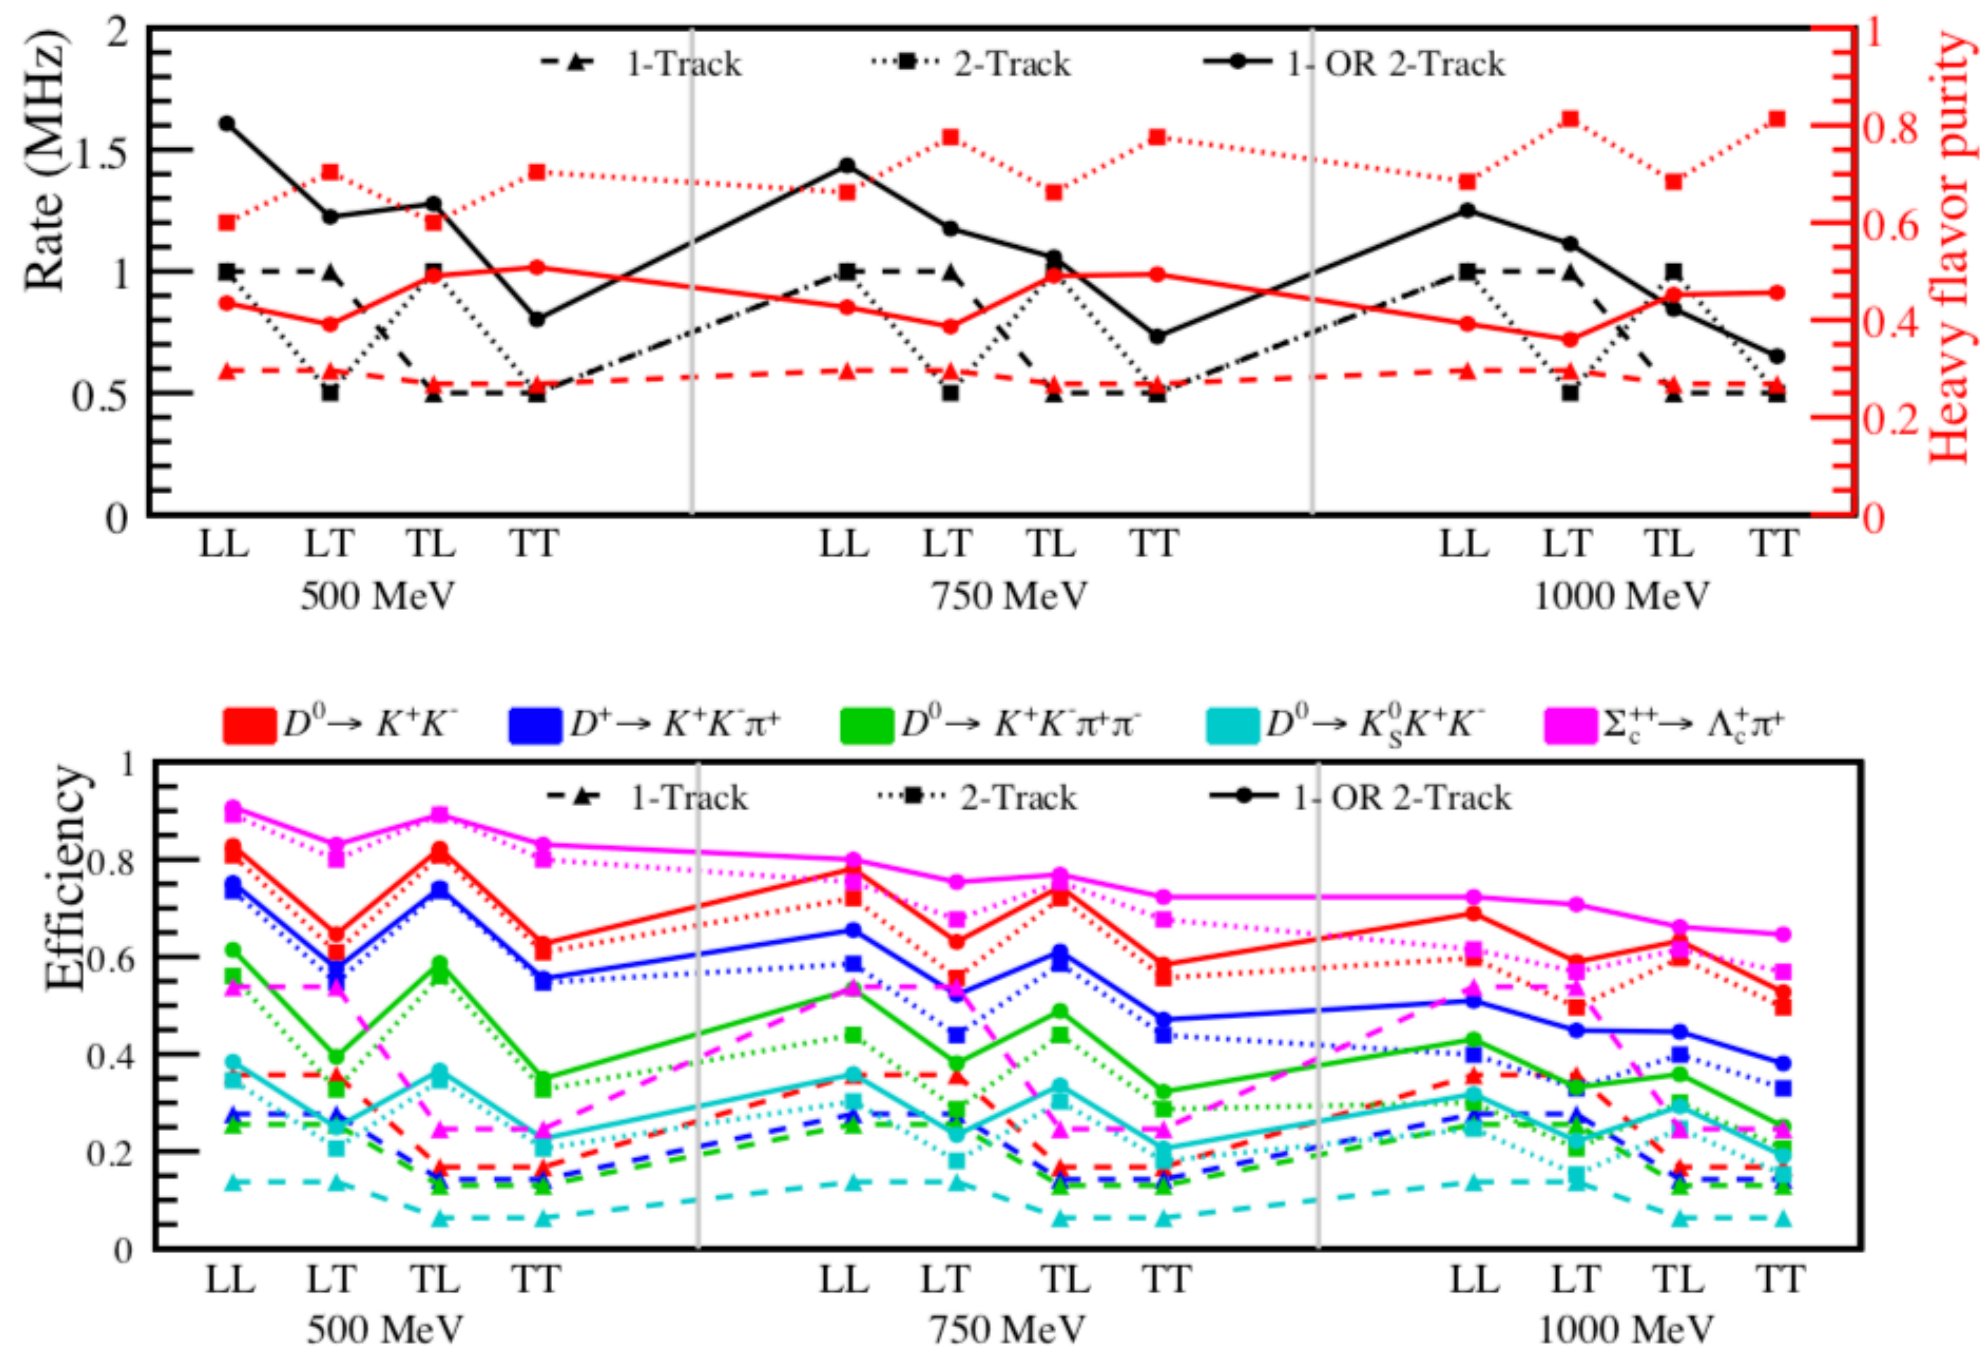 2
1
1-Track
2-Track
1- OR 2-Track
Rate (MHz)
Heavy flavor purity
1.5
0.8
0.6
1
0.4
0.5
0.2
0
0
LL LT TL TT LL LT TL TT LL LT TL TT
500 MeV 750 MeV 1000 MeV
D⁰→ K⁺K⁻ D⁺→ K⁺K⁻π⁺ D⁰→ K⁺K⁻π⁺π⁻ D⁰→ K⁰_S K⁺K⁻ Σ_c⁺⁺→ Λ_c⁺π⁺
1
1-Track 2-Track 1- OR 2-Track
Efficiency
0.8
0.6
0.4
0.2
0
LL LT TL TT LL LT TL TT LL LT TL TT
500 MeV 750 MeV 1000 MeV